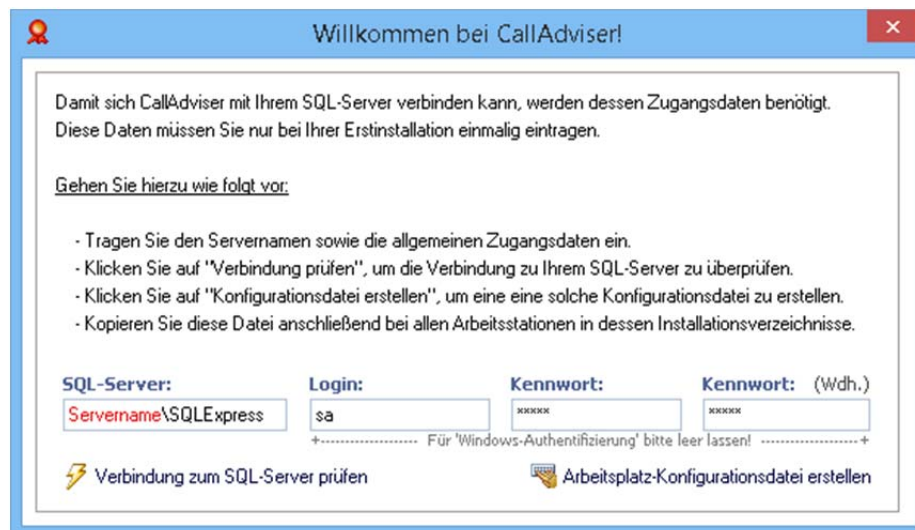 Willkommen bei CallAdviser!
Damit sich CallAdviser mit Ihrem SQL-Server verbinden kann, werden dessen Zugangsdaten benötigt.
Diese Daten müssen Sie nur bei Ihrer Erstinstallation einmalig eintragen.
Gehen Sie hierzu wie folgt vor:
- Tragen Sie den Servernamen sowie die allgemeinen Zugangsdaten ein.
- Klicken Sie auf "Verbindung prüfen", um die Verbindung zu Ihrem SQL-Server zu überprüfen.
- Klicken Sie auf "Konfigurationsdatei erstellen", um eine eine solche Konfigurationsdatei zu erstellen.
- Kopieren Sie diese Datei anschließend bei allen Arbeitsstationen in dessen Installationsverzeichnisse.
SQL-Server: Login: Kennwort: Kennwort: (Wdh.)
Servername\SQLExpress sa ***** *****
+------------------- Für 'Windows-Authentifizierung' bitte leer lassen! -------------------+
Verbindung zum SQL-Server prüfen Arbeitsplatz-Konfigurationsdatei erstellen